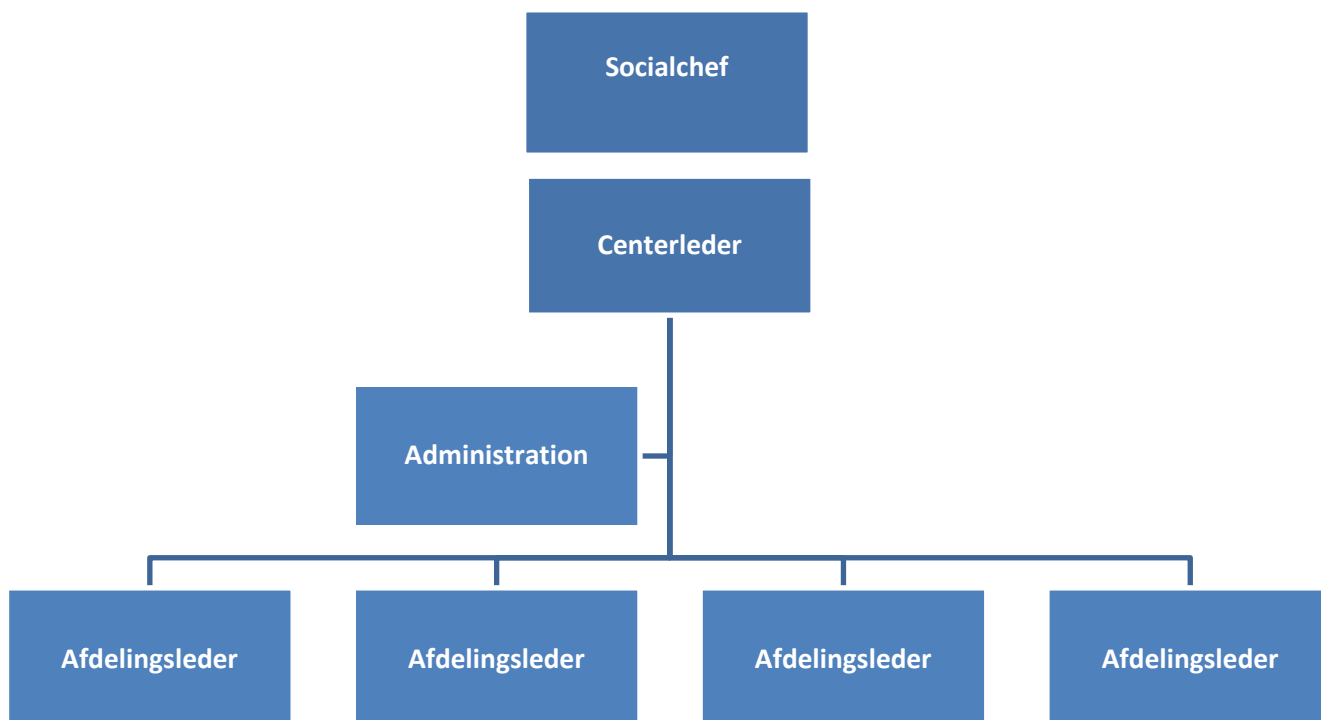 Socialchef
Centerleder
Administration
Afdelingsleder
Afdelingsleder
Afdelingsleder
Afdelingsleder